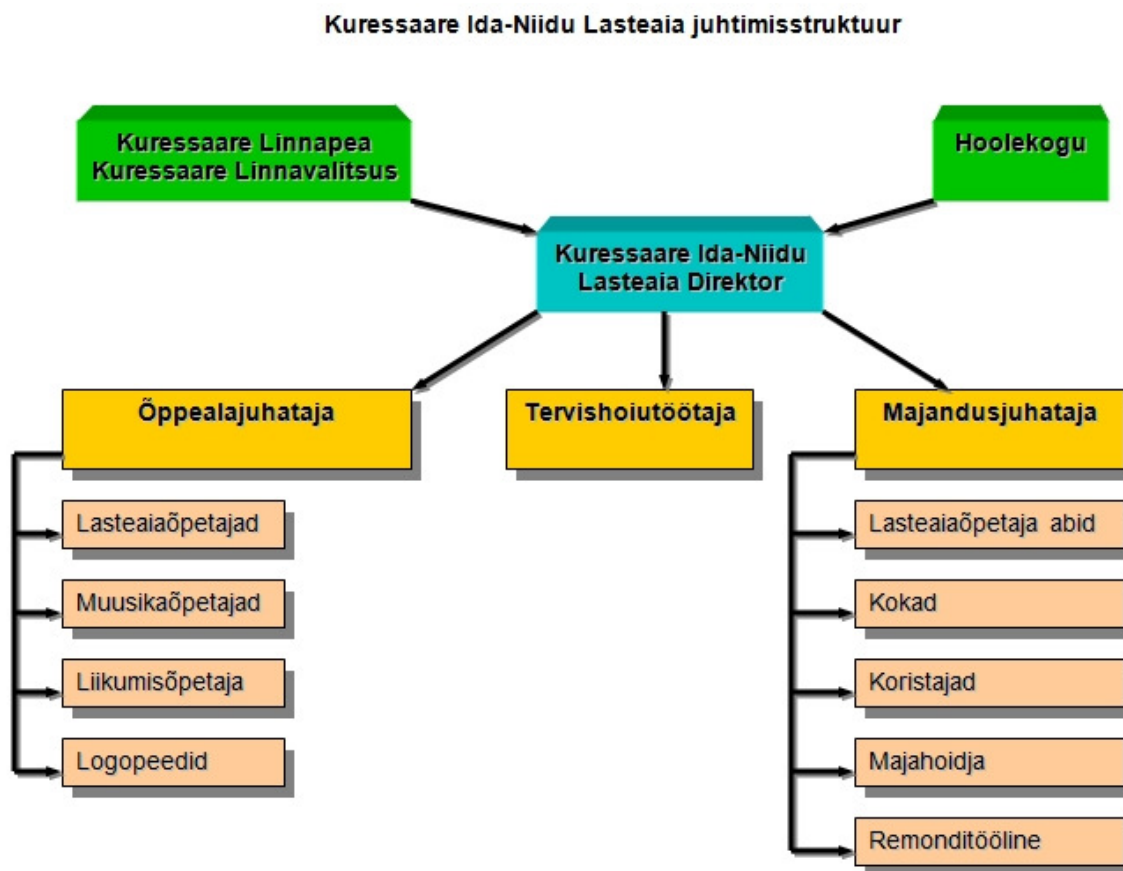 Kuressaare Ida-Niidu Lasteaia juhtimisstruktuur
Kuressaare Linnapea
Kuressaare Linnavalitsus
Hoolekogu
Kuressaare Ida-Niidu
Lasteaia Direktor
Õppealajuhataja
Tervishoiutöötaja
Majandusjuhataja
Lasteaiaõpetajad
Muusikaõpetajad
Liikumisõpetaja
Logopeedid
Lasteaiaõpetaja abid
Kokad
Koristajad
Majahoidja
Remonditööline